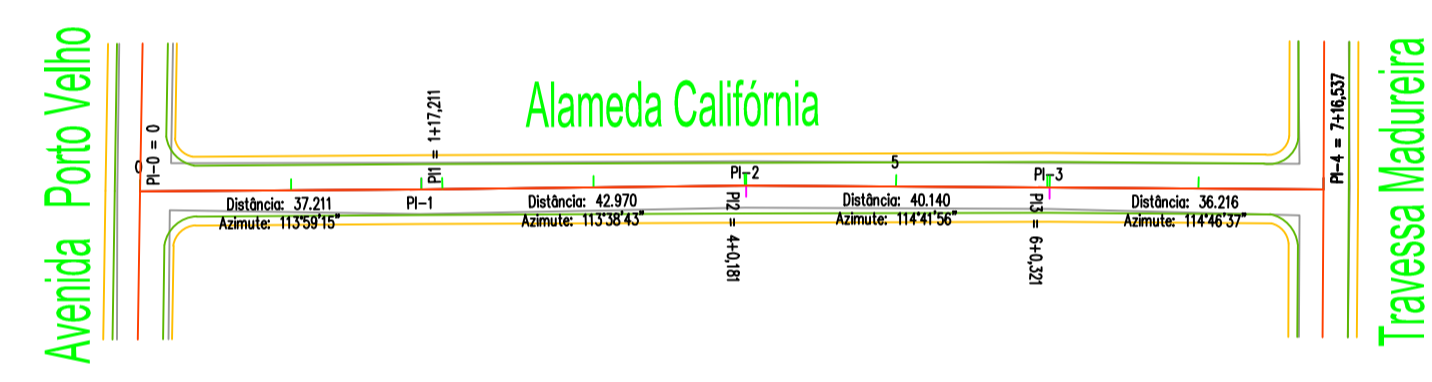 Avenida Porto Velho
0
PI-0 = 0
PI-1
PI1 = 1+17,211
Distância: 37.211
Azimute: 113°59'15"
Alameda Califórnia
Distância: 42.970
Azimute: 113°38'43"
PI-2
PI2 = 4+0,181
5
Distância: 40.140
Azimute: 114°41'56"
PI-3
PI3 = 6+0,321
Distância: 36.216
Azimute: 114°46'37"
PI-4 = 7+16,537
Travessa Madureira